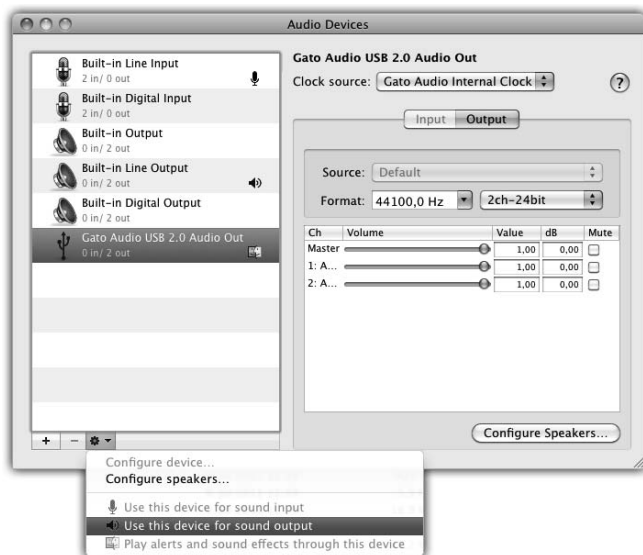 Audio Devices
Built-in Line Input
2 in/ 0 out
Built-in Digital Input
2 in/ 0 out
Built-in Output
0 in/ 2 out
Built-in Line Output
0 in/ 2 out
Built-in Digital Output
0 in/ 2 out
Gato Audio USB 2.0 Audio Out
0 in/ 2 out
Gato Audio USB 2.0 Audio Out
Clock source: Gato Audio Internal Clock ?
Input Output
Source: Default
Format: 44100,0 Hz 2ch-24bit
Ch Volume Value dB Mute
Master 1,00 0,00
1: A... 1,00 0,00
2: A... 1,00 0,00
Configure Speakers...
+ −
Configure device...
Configure speakers...
Use this device for sound input
Use this device for sound output
Play alerts and sound effects through this device